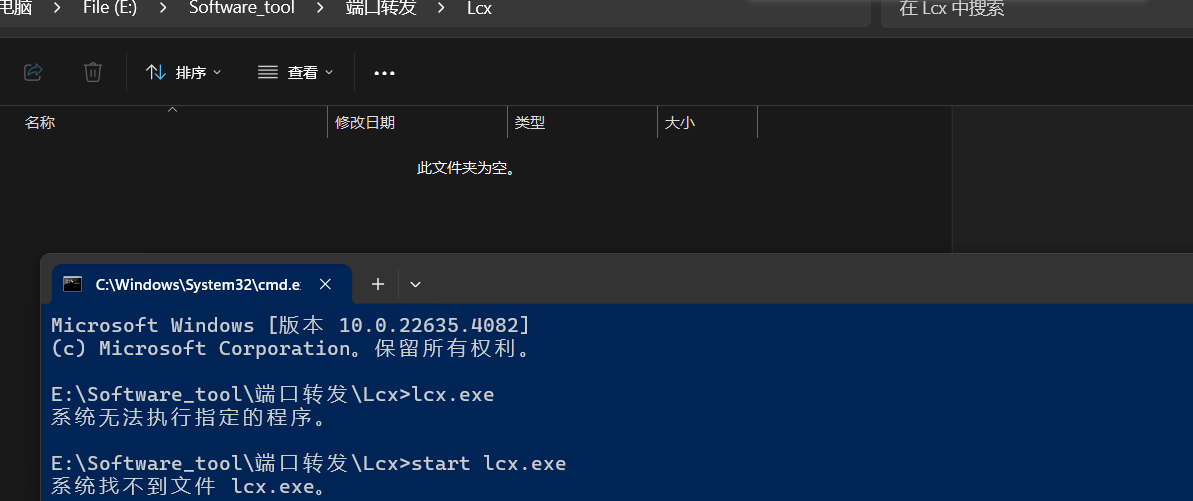 电脑 > File (E:) > Software_tool > 端口转发 > Lcx
在 Lcx 中搜索
排序 查看 ...
名称 修改日期 类型 大小
此文件夹为空。
C:\Windows\System32\cmd.e
Microsoft Windows [版本 10.0.22635.4082]
(c) Microsoft Corporation。保留所有权利。
E:\Software_tool\端口转发\Lcx>lcx.exe
系统无法执行指定的程序。
E:\Software_tool\端口转发\Lcx>start lcx.exe
系统找不到文件 lcx.exe。